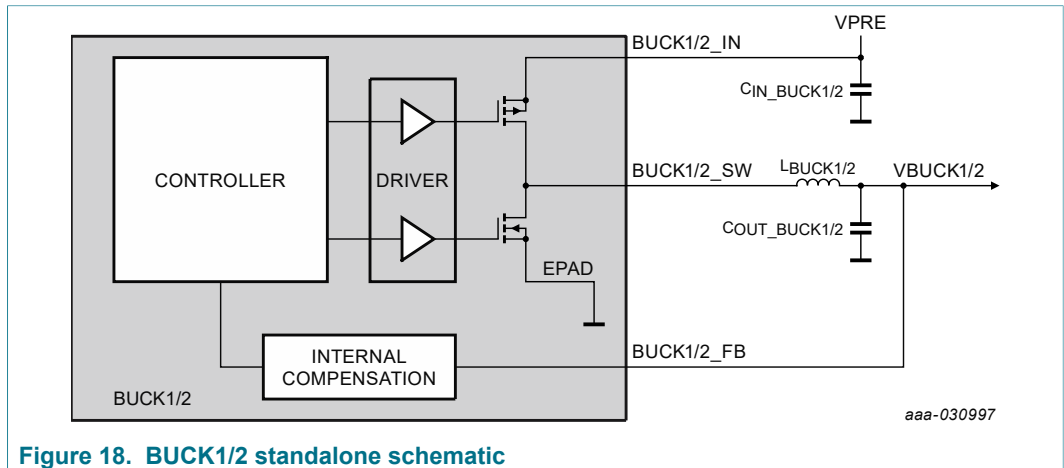 VPRE
BUCK1/2_IN
CIN_BUCK1/2
CONTROLLER
DRIVER
BUCK1/2_SW
LBUCK1/2
VBUCK1/2
COUT_BUCK1/2
EPAD
INTERNAL
COMPENSATION
BUCK1/2_FB
BUCK1/2
aaa-030997
Figure 18. BUCK1/2 standalone schematic